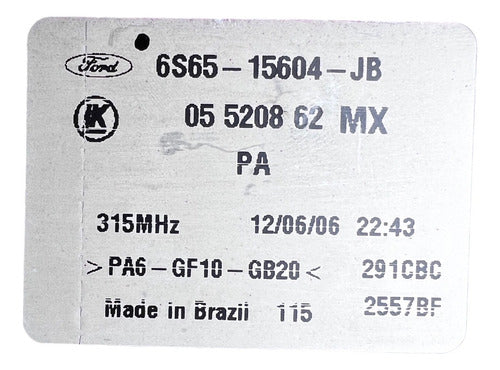 Ford 6S65-15604-JB
K 05 5208 62 MX
PA
315MHz 12/06/06 22:43
>PA6-GF10-GB20< 291CBC
Made in Brazil 115 2557BF